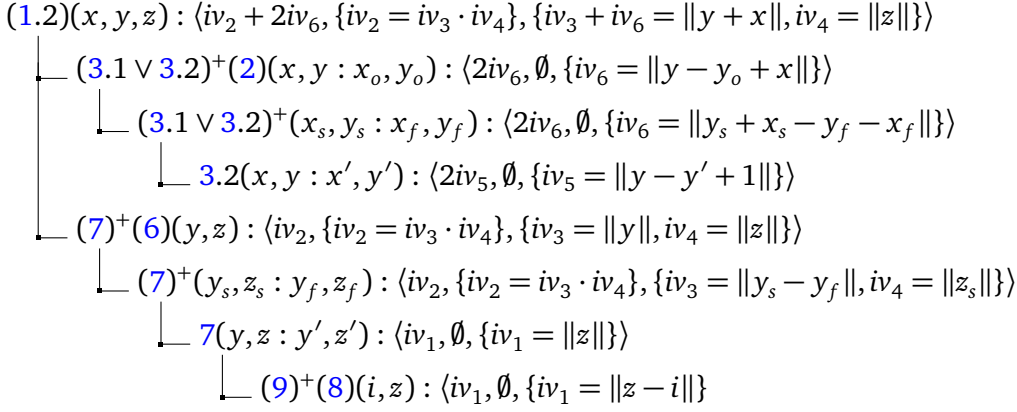 (1.2)(x, y, z) : ⟨iv₂ + 2iv₆, {iv₂ = iv₃ · iv₄}, {iv₃ + iv₆ = ‖y + x‖, iv₄ = ‖z‖}⟩
(3.1 ∨ 3.2)⁺(2)(x, y : xₒ, yₒ) : ⟨2iv₆, ∅, {iv₆ = ‖y − yₒ + x‖}⟩
(3.1 ∨ 3.2)⁺(x_s, y_s : x_f, y_f) : ⟨2iv₆, ∅, {iv₆ = ‖y_s + x_s − y_f − x_f‖}⟩
3.2(x, y : x′, y′) : ⟨2iv₅, ∅, {iv₅ = ‖y − y′ + 1‖}⟩
(7)⁺(6)(y, z) : ⟨iv₂, {iv₂ = iv₃ · iv₄}, {iv₃ = ‖y‖, iv₄ = ‖z‖}⟩
(7)⁺(y_s, z_s : y_f, z_f) : ⟨iv₂, {iv₂ = iv₃ · iv₄}, {iv₃ = ‖y_s − y_f‖, iv₄ = ‖z_s‖}⟩
7(y, z : y′, z′) : ⟨iv₁, ∅, {iv₁ = ‖z‖}⟩
(9)⁺(8)(i, z) : ⟨iv₁, ∅, {iv₁ = ‖z − i‖}